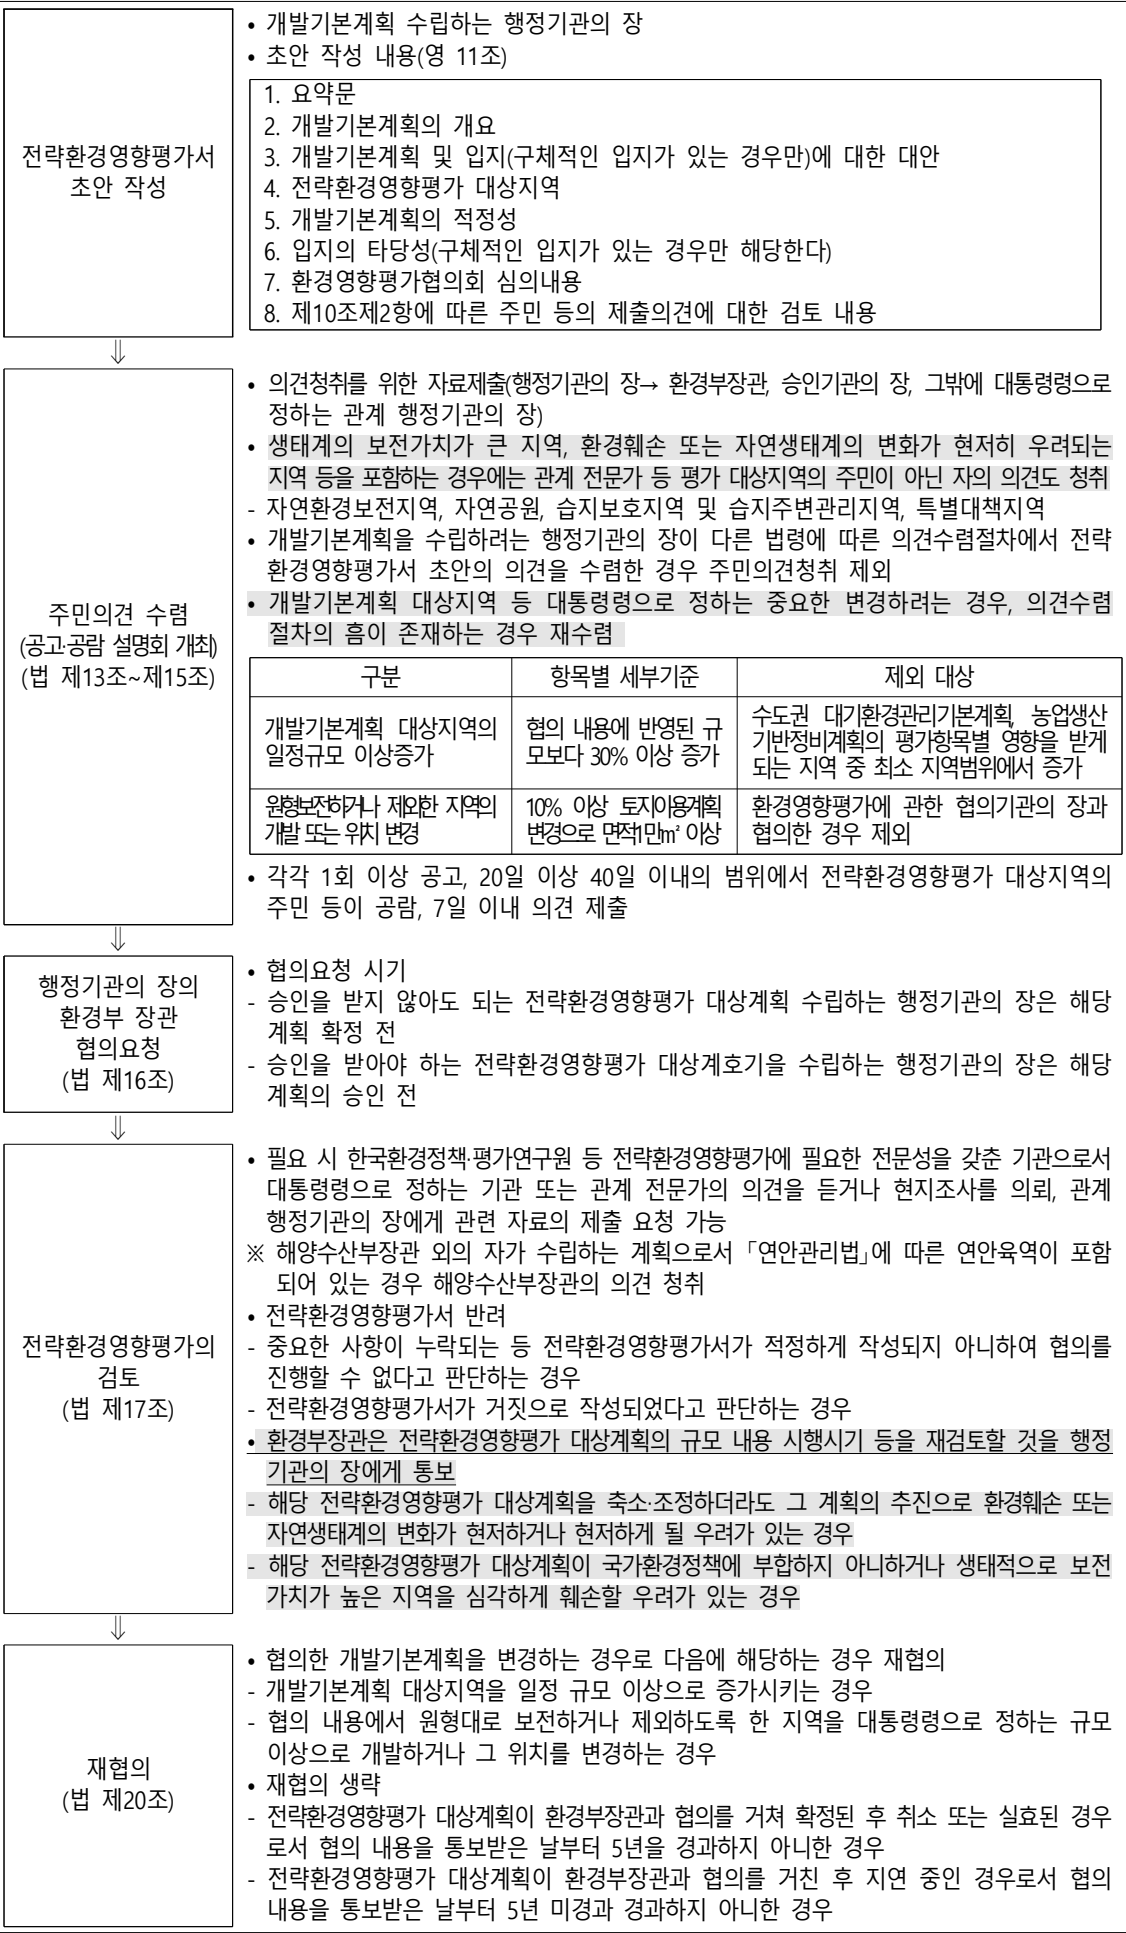 전략환경영향평가서
초안 작성
• 개발기본계획 수립하는 행정기관의 장
• 초안 작성 내용(영 11조)
1. 요약문
2. 개발기본계획의 개요
3. 개발기본계획 및 입지(구체적인 입지가 있는 경우만)에 대한 대안
4. 전략환경영향평가 대상지역
5. 개발기본계획의 적정성
6. 입지의 타당성(구체적인 입지가 있는 경우만 해당한다)
7. 환경영향평가협의회 심의내용
8. 제10조제2항에 따른 주민 등의 제출의견에 대한 검토 내용
⇓
주민의견 수렴
(공고·공람 설명회 개최)
(법 제13조~제15조)
• 의견청취를 위한 자료제출(행정기관의 장→ 환경부장관, 승인기관의 장, 그밖에 대통령령으로
정하는 관계 행정기관의 장)
• 생태계의 보전가치가 큰 지역, 환경훼손 또는 자연생태계의 변화가 현저히 우려되는
지역 등을 포함하는 경우에는 관계 전문가 등 평가 대상지역의 주민이 아닌 자의 의견도 청취
- 자연환경보전지역, 자연공원, 습지보호지역 및 습지주변관리지역, 특별대책지역
• 개발기본계획을 수립하려는 행정기관의 장이 다른 법령에 따른 의견수렴절차에서 전략
환경영향평가서 초안의 의견을 수렴한 경우 주민의견청취 제외
• 개발기본계획 대상지역 등 대통령령으로 정하는 중요한 변경하려는 경우, 의견수렴
절차의 흠이 존재하는 경우 재수렴
구분 항목별 세부기준 제외 대상
개발기본계획 대상지역의
일정규모 이상증가
협의 내용에 반영된 규
모보다 30% 이상 증가
수도권 대기환경관리기본계획, 농업생산
기반정비계획의 평가항목별 영향을 받게
되는 지역 중 최소 지역범위에서 증가
원형보전하거나 제외한 지역의
개발 또는 위치 변경
10% 이상 토지이용계획
변경으로 면적1만㎡ 이상
환경영향평가에 관한 협의기관의 장과
협의한 경우 제외
• 각각 1회 이상 공고, 20일 이상 40일 이내의 범위에서 전략환경영향평가 대상지역의
주민 등이 공람, 7일 이내 의견 제출
⇓
행정기관의 장의
환경부 장관
협의요청
(법 제16조)
• 협의요청 시기
- 승인을 받지 않아도 되는 전략환경영향평가 대상계획 수립하는 행정기관의 장은 해당
계획 확정 전
- 승인을 받아야 하는 전략환경영향평가 대상계호기을 수립하는 행정기관의 장은 해당
계획의 승인 전
⇓
전략환경영향평가의
검토
(법 제17조)
• 필요 시 한국환경정책·평가연구원 등 전략환경영향평가에 필요한 전문성을 갖춘 기관으로서
대통령령으로 정하는 기관 또는 관계 전문가의 의견을 듣거나 현지조사를 의뢰, 관계
행정기관의 장에게 관련 자료의 제출 요청 가능
※ 해양수산부장관 외의 자가 수립하는 계획으로서 「연안관리법」에 따른 연안육역이 포함
되어 있는 경우 해양수산부장관의 의견 청취
• 전략환경영향평가서 반려
- 중요한 사항이 누락되는 등 전략환경영향평가서가 적정하게 작성되지 아니하여 협의를
진행할 수 없다고 판단하는 경우
- 전략환경영향평가서가 거짓으로 작성되었다고 판단하는 경우
• 환경부장관은 전략환경영향평가 대상계획의 규모 내용 시행시기 등을 재검토할 것을 행정
기관의 장에게 통보
- 해당 전략환경영향평가 대상계획을 축소·조정하더라도 그 계획의 추진으로 환경훼손 또는
자연생태계의 변화가 현저하거나 현저하게 될 우려가 있는 경우
- 해당 전략환경영향평가 대상계획이 국가환경정책에 부합하지 아니하거나 생태적으로 보전
가치가 높은 지역을 심각하게 훼손할 우려가 있는 경우
⇓
재협의
(법 제20조)
• 협의한 개발기본계획을 변경하는 경우로 다음에 해당하는 경우 재협의
- 개발기본계획 대상지역을 일정 규모 이상으로 증가시키는 경우
- 협의 내용에서 원형대로 보전하거나 제외하도록 한 지역을 대통령령으로 정하는 규모
이상으로 개발하거나 그 위치를 변경하는 경우
• 재협의 생략
- 전략환경영향평가 대상계획이 환경부장관과 협의를 거쳐 확정된 후 취소 또는 실효된 경우
로서 협의 내용을 통보받은 날부터 5년을 경과하지 아니한 경우
- 전략환경영향평가 대상계획이 환경부장관과 협의를 거친 후 지연 중인 경우로서 협의
내용을 통보받은 날부터 5년 미경과 경과하지 아니한 경우